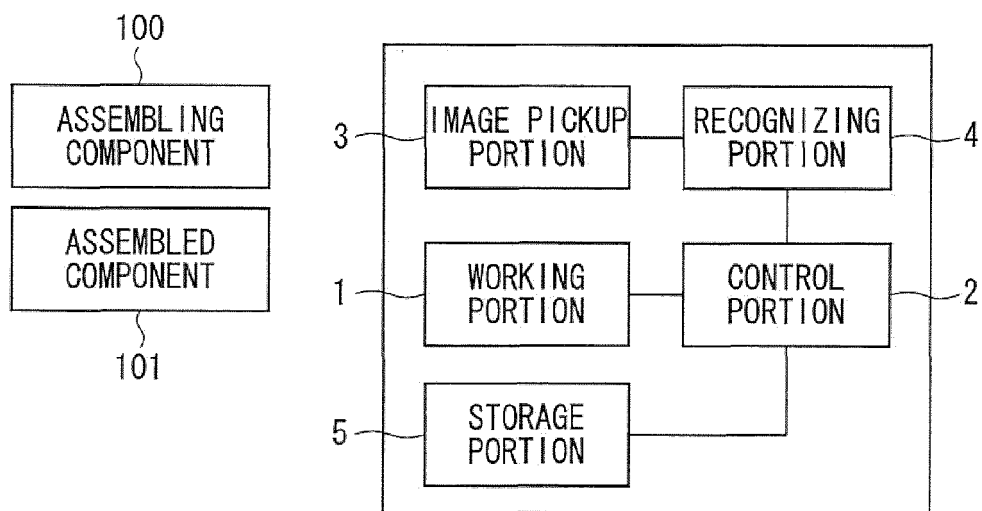 100
ASSEMBLING
COMPONENT
ASSEMBLED
COMPONENT
101
3
IMAGE PICKUP
PORTION
RECOGNIZING
PORTION
4
1
WORKING
PORTION
CONTROL
PORTION
2
5
STORAGE
PORTION